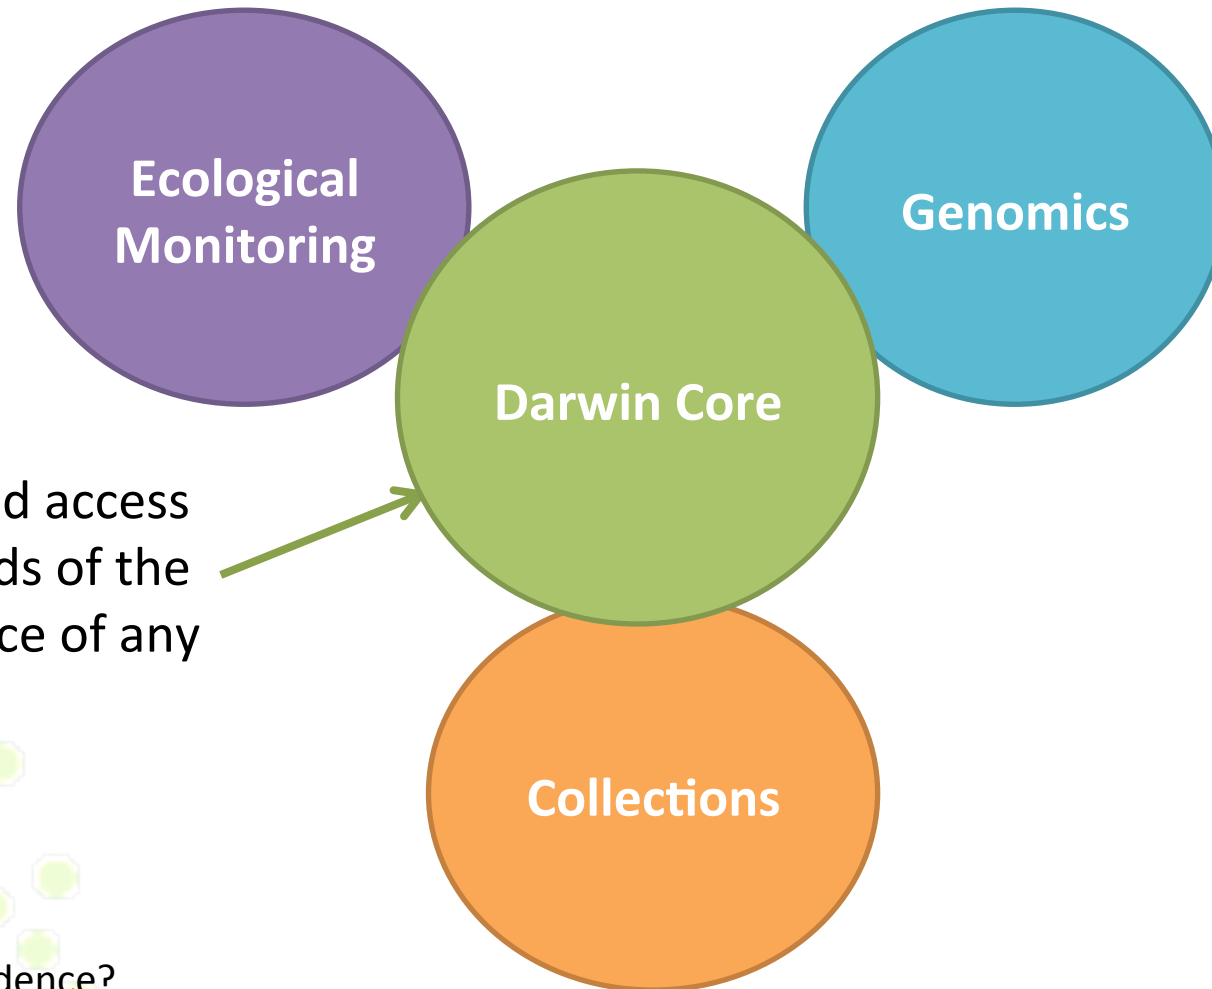 Ecological
Monitoring
Genomics
Darwin Core
d access
ds of the
ce of any
Collections
dence?